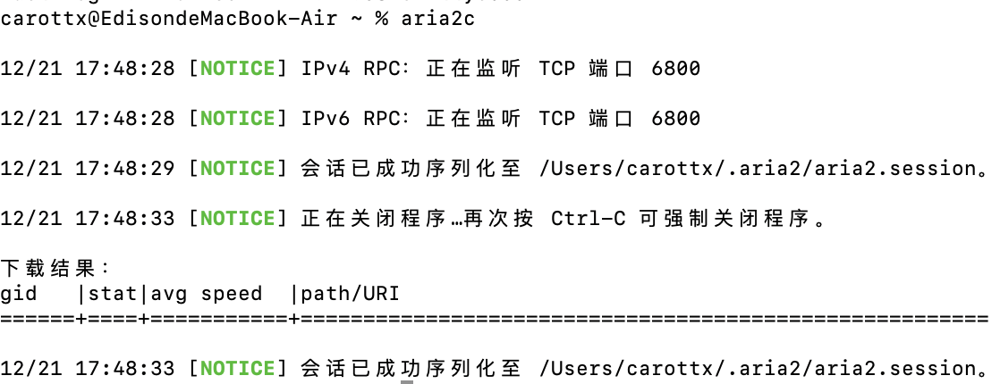 carottx@EdisondeMacBook-Air ~ % aria2c
12/21 17:48:28 [NOTICE] IPv4 RPC: 正在监听 TCP 端口 6800
12/21 17:48:28 [NOTICE] IPv6 RPC: 正在监听 TCP 端口 6800
12/21 17:48:29 [NOTICE] 会话已成功序列化至 /Users/carottx/.aria2/aria2.session。
12/21 17:48:33 [NOTICE] 正在关闭程序…再次按 Ctrl-C 可强制关闭程序。
下载结果：
gid   |stat|avg speed  |path/URI
======+====+===========+=======================================================
12/21 17:48:33 [NOTICE] 会话已成功序列化至 /Users/carottx/.aria2/aria2.session。